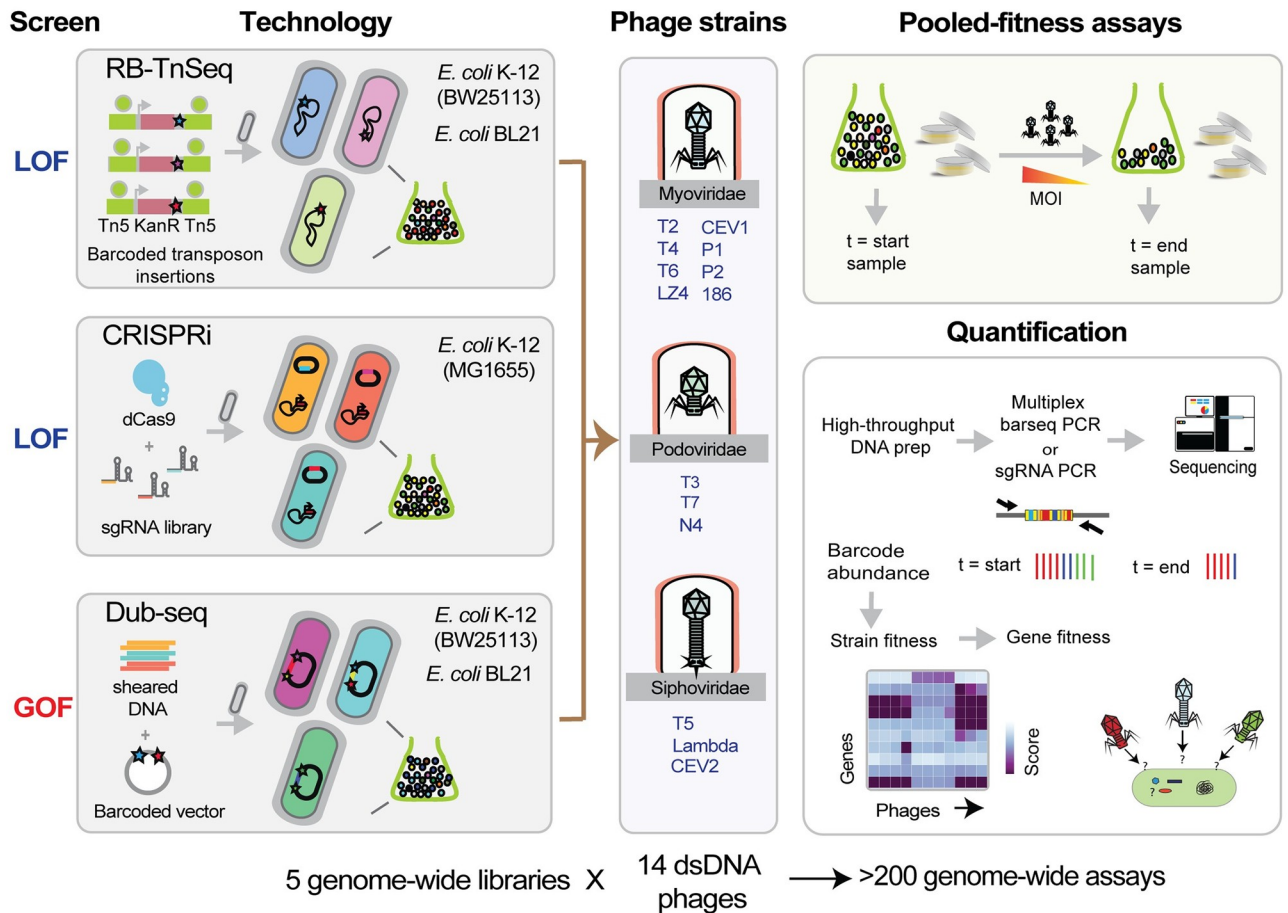 Screen
Technology
Phage strains
Pooled-fitness assays
LOF
RB-TnSeq
Tn5 KanR Tn5
Barcoded transposon
insertions
E. coli K-12
(BW25113)
E. coli BL21
LOF
CRISPRi
dCas9
+
sgRNA library
E. coli K-12
(MG1655)
GOF
Dub-seq
sheared
DNA
+
Barcoded vector
E. coli K-12
(BW25113)
E. coli BL21
Myoviridae
T2 CEV1
T4 P1
T6 P2
LZ4 186
Podoviridae
T3
T7
N4
Siphoviridae
T5
Lambda
CEV2
MOI
t = start
sample
t = end
sample
Quantification
High-throughput
DNA prep
Multiplex
barseq PCR
or
sgRNA PCR
Sequencing
Barcode
abundance
t = start
t = end
Strain fitness
Gene fitness
Genes
Phages
Score
? ? ?
?
5 genome-wide libraries X
14 dsDNA
phages
>200 genome-wide assays